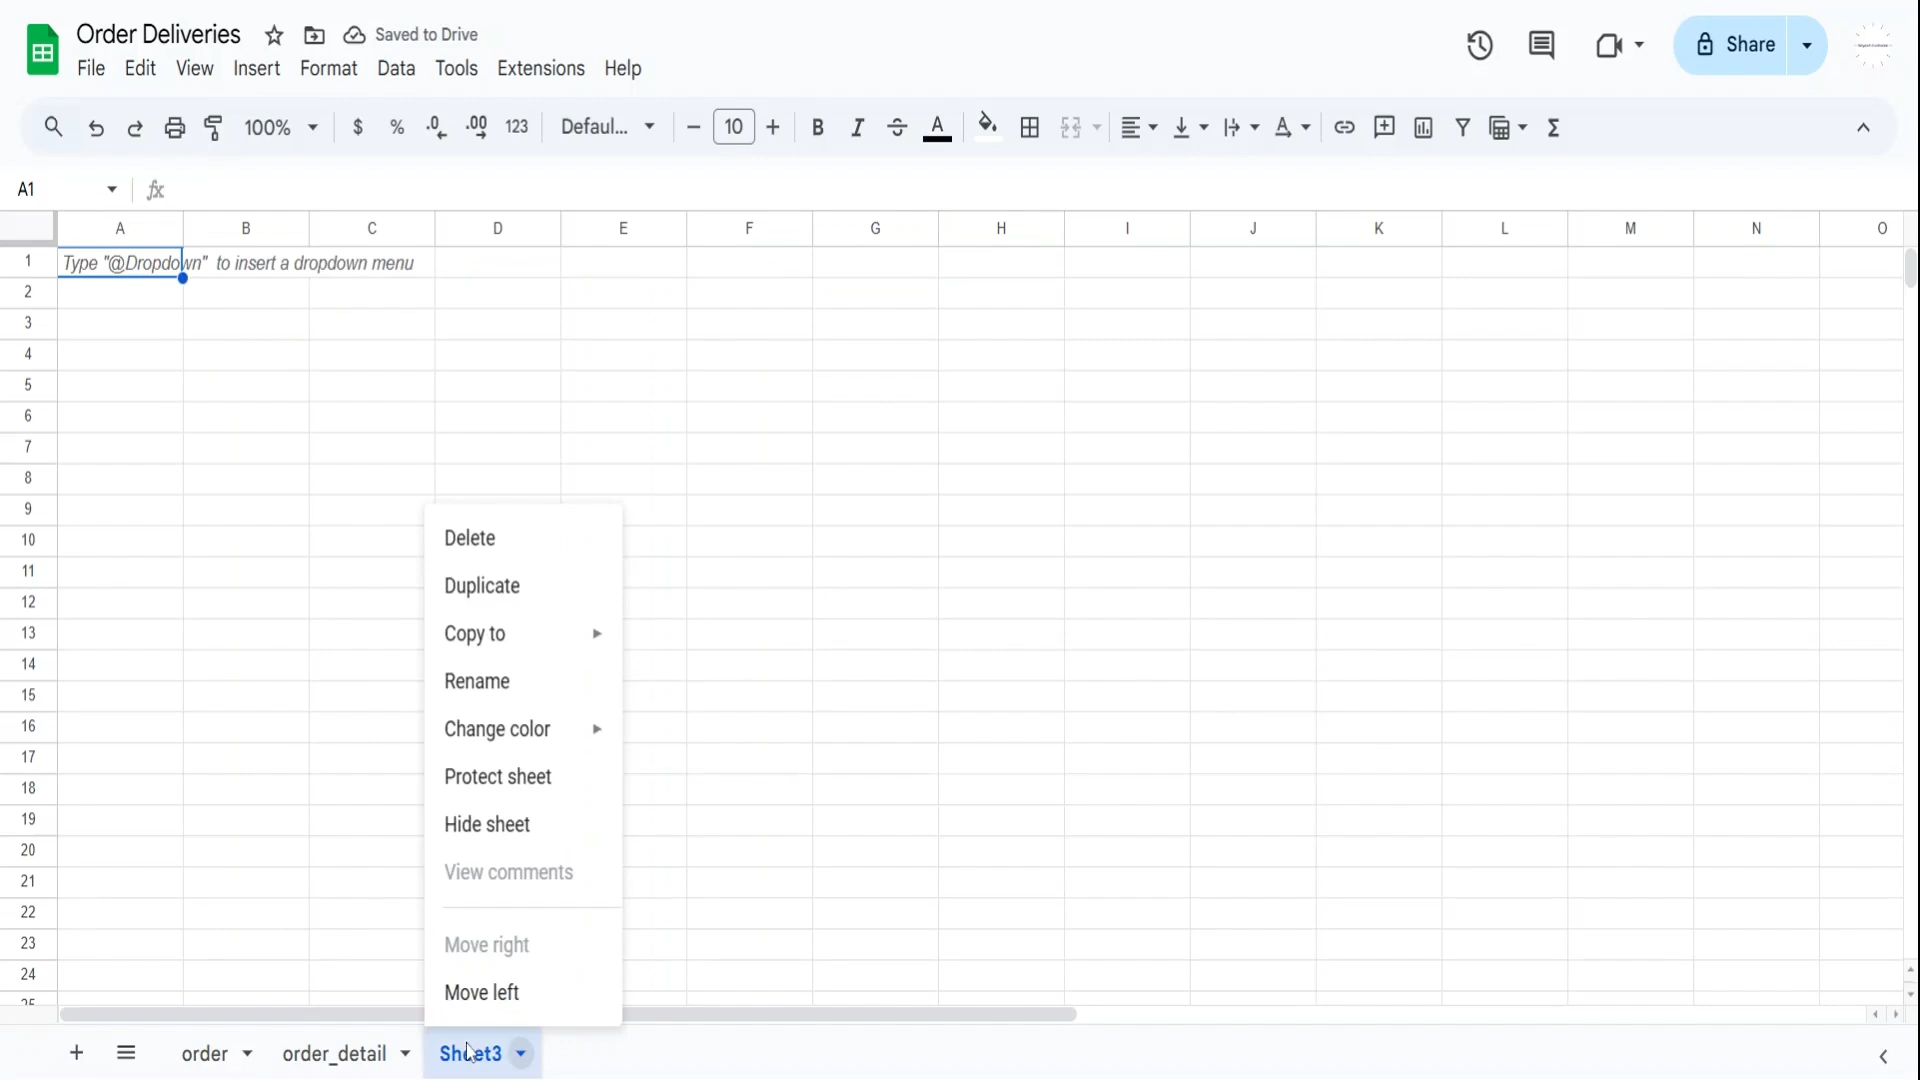 Order Deliveries Saved to Drive
File Edit View Insert Format Data Tools Extensions Help
Share
100% $ % .0 .00 123 Defaul... 10 B I A
A1 fx
A B C D E F G H I J K L M N O
1 Type "@Dropdown" to insert a dropdown menu
2
3
4
5
6
7
8
9
10 Delete
11
12 Duplicate
13 Copy to
14
15 Rename
16 Change color
17
18 Protect sheet
19 Hide sheet
20
21 View comments
22
23 Move right
24 Move left
25
order order_detail Sheet3